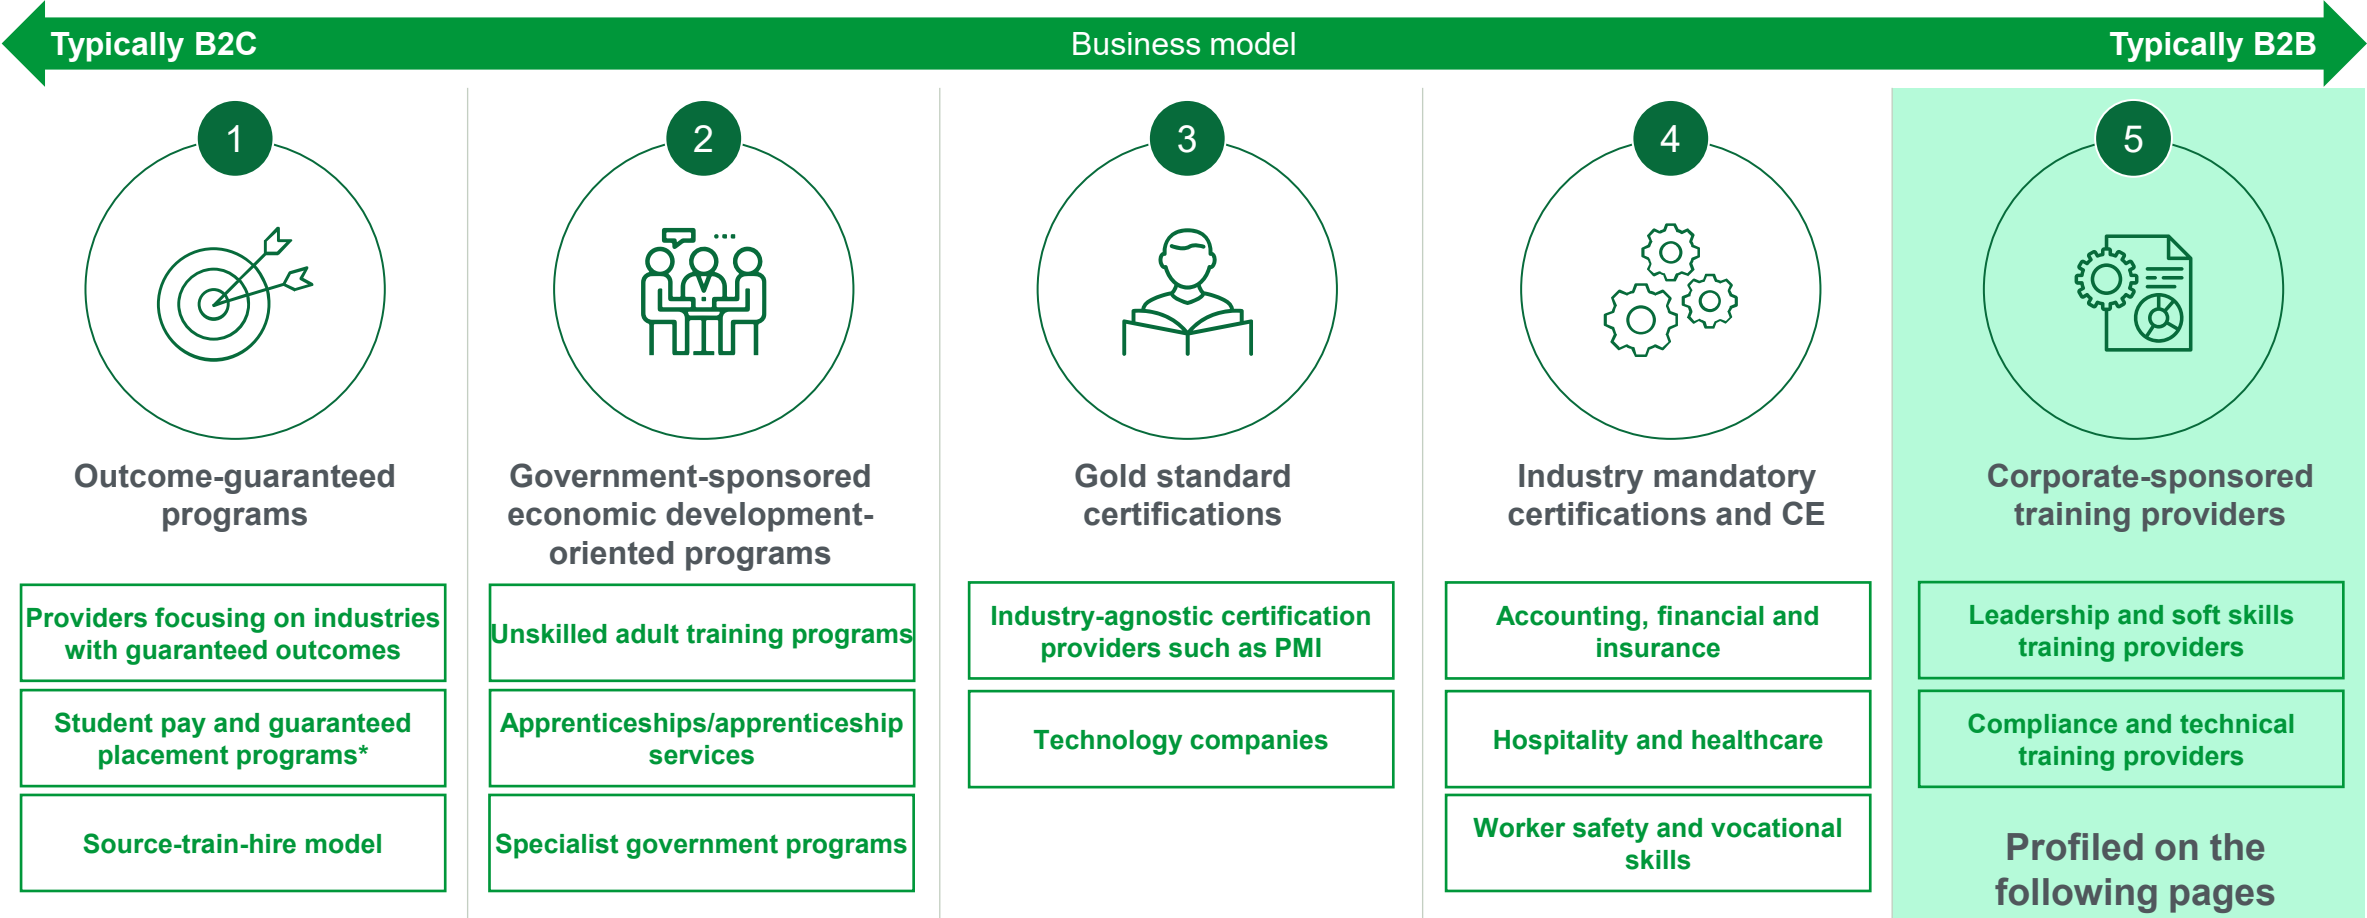 Typically B2C
Business model
Typically B2B
1
Outcome-guaranteed
programs
Providers focusing on industries
with guaranteed outcomes
Student pay and guaranteed
placement programs*
Source-train-hire model
2
Government-sponsored
economic development-
oriented programs
Unskilled adult training programs
Apprenticeships/apprenticeship
services
Specialist government programs
3
Gold standard
certifications
Industry-agnostic certification
providers such as PMI
Technology companies
4
Industry mandatory
certifications and CE
Accounting, financial and
insurance
Hospitality and healthcare
Worker safety and vocational
skills
5
Corporate-sponsored
training providers
Leadership and soft skills
training providers
Compliance and technical
training providers
Profiled on the
following pages